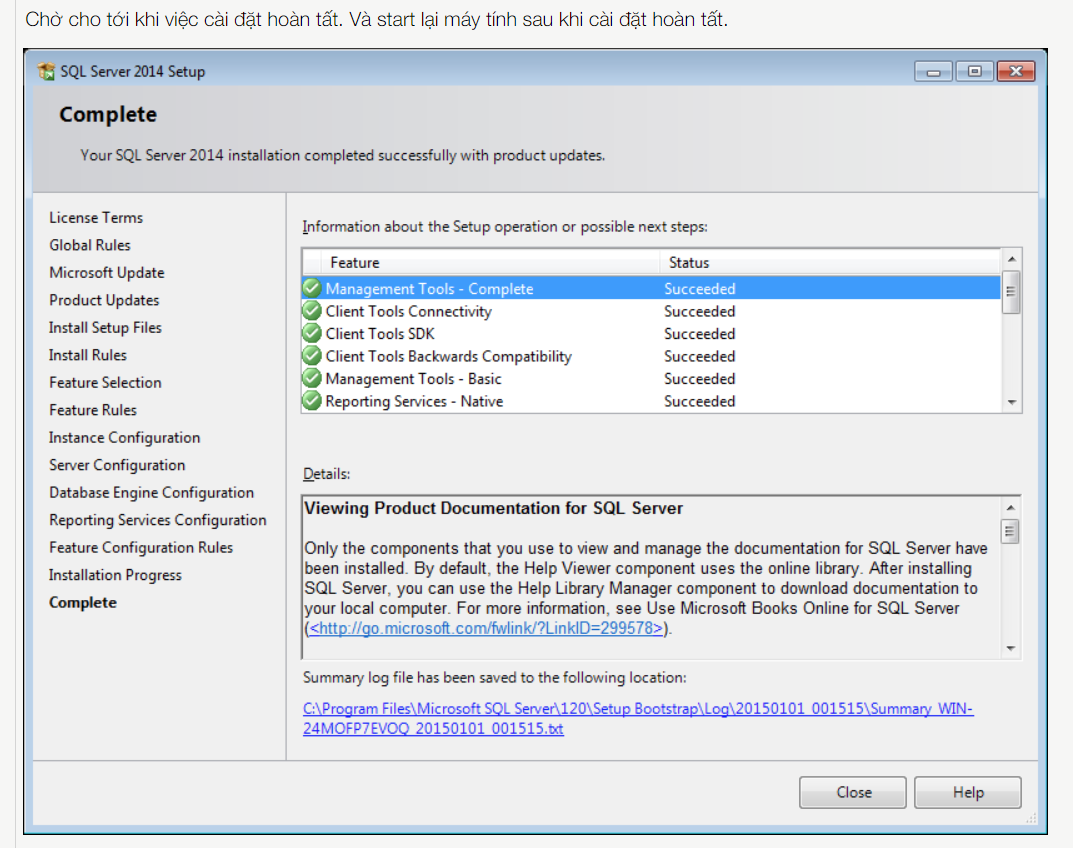 Chờ cho tới khi việc cài đặt hoàn tất. Và start lại máy tính sau khi cài đặt hoàn tất.
SQL Server 2014 Setup
Complete
Your SQL Server 2014 installation completed successfully with product updates.
License Terms
Global Rules
Microsoft Update
Product Updates
Install Setup Files
Install Rules
Feature Selection
Feature Rules
Instance Configuration
Server Configuration
Database Engine Configuration
Reporting Services Configuration
Feature Configuration Rules
Installation Progress
Complete
Information about the Setup operation or possible next steps:
Feature Status
Management Tools - Complete Succeeded
Client Tools Connectivity Succeeded
Client Tools SDK Succeeded
Client Tools Backwards Compatibility Succeeded
Management Tools - Basic Succeeded
Reporting Services - Native Succeeded
Details:
Viewing Product Documentation for SQL Server
Only the components that you use to view and manage the documentation for SQL Server have
been installed. By default, the Help Viewer component uses the online library. After installing
SQL Server, you can use the Help Library Manager component to download documentation to
your local computer. For more information, see Use Microsoft Books Online for SQL Server
(<http://go.microsoft.com/fwlink/?LinkID=299578>).
Summary log file has been saved to the following location:
C:\Program Files\Microsoft SQL Server\120\Setup Bootstrap\Log\20150101_001515\Summary_WIN-
24MOFP7EVOQ_20150101_001515.txt
Close Help